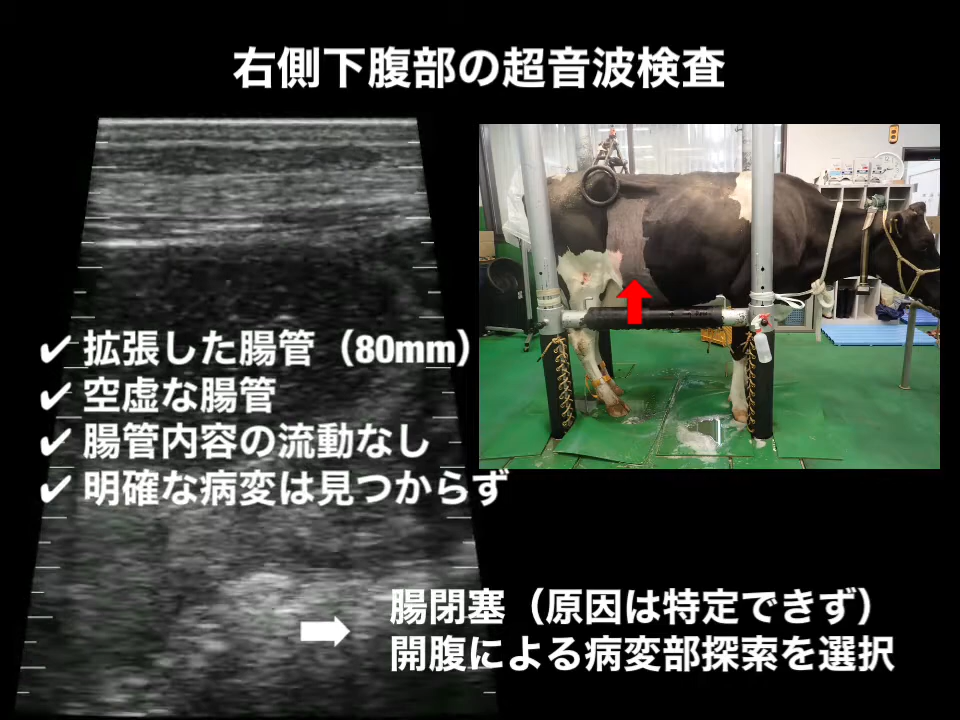 右側下腹部の超音波検査
✔ 拡張した腸管（80mm）
✔ 空虚な腸管
✔ 腸管内容の流動なし
✔ 明確な病変は見つからず
腸閉塞（原因は特定できず）
開腹による病変部探索を選択